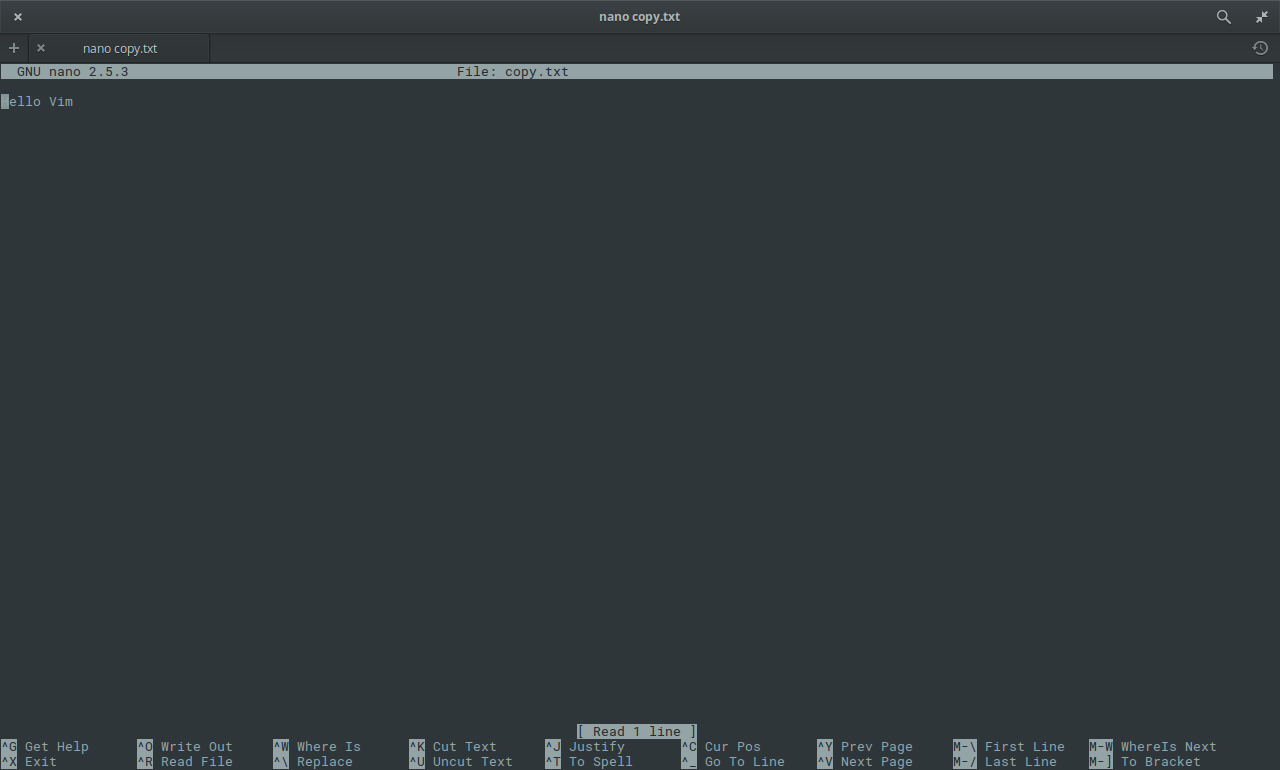 nano copy.txt
nano copy.txt
GNU nano 2.5.3 File: copy.txt
ello Vim
[ Read 1 line ]
^G Get Help ^O Write Out ^W Where Is ^K Cut Text ^J Justify ^C Cur Pos ^Y Prev Page M-\ First Line M-W WhereIs Next
^X Exit ^R Read File ^\ Replace ^U Uncut Text ^T To Spell ^_ Go To Line ^V Next Page M-/ Last Line M-] To Bracket